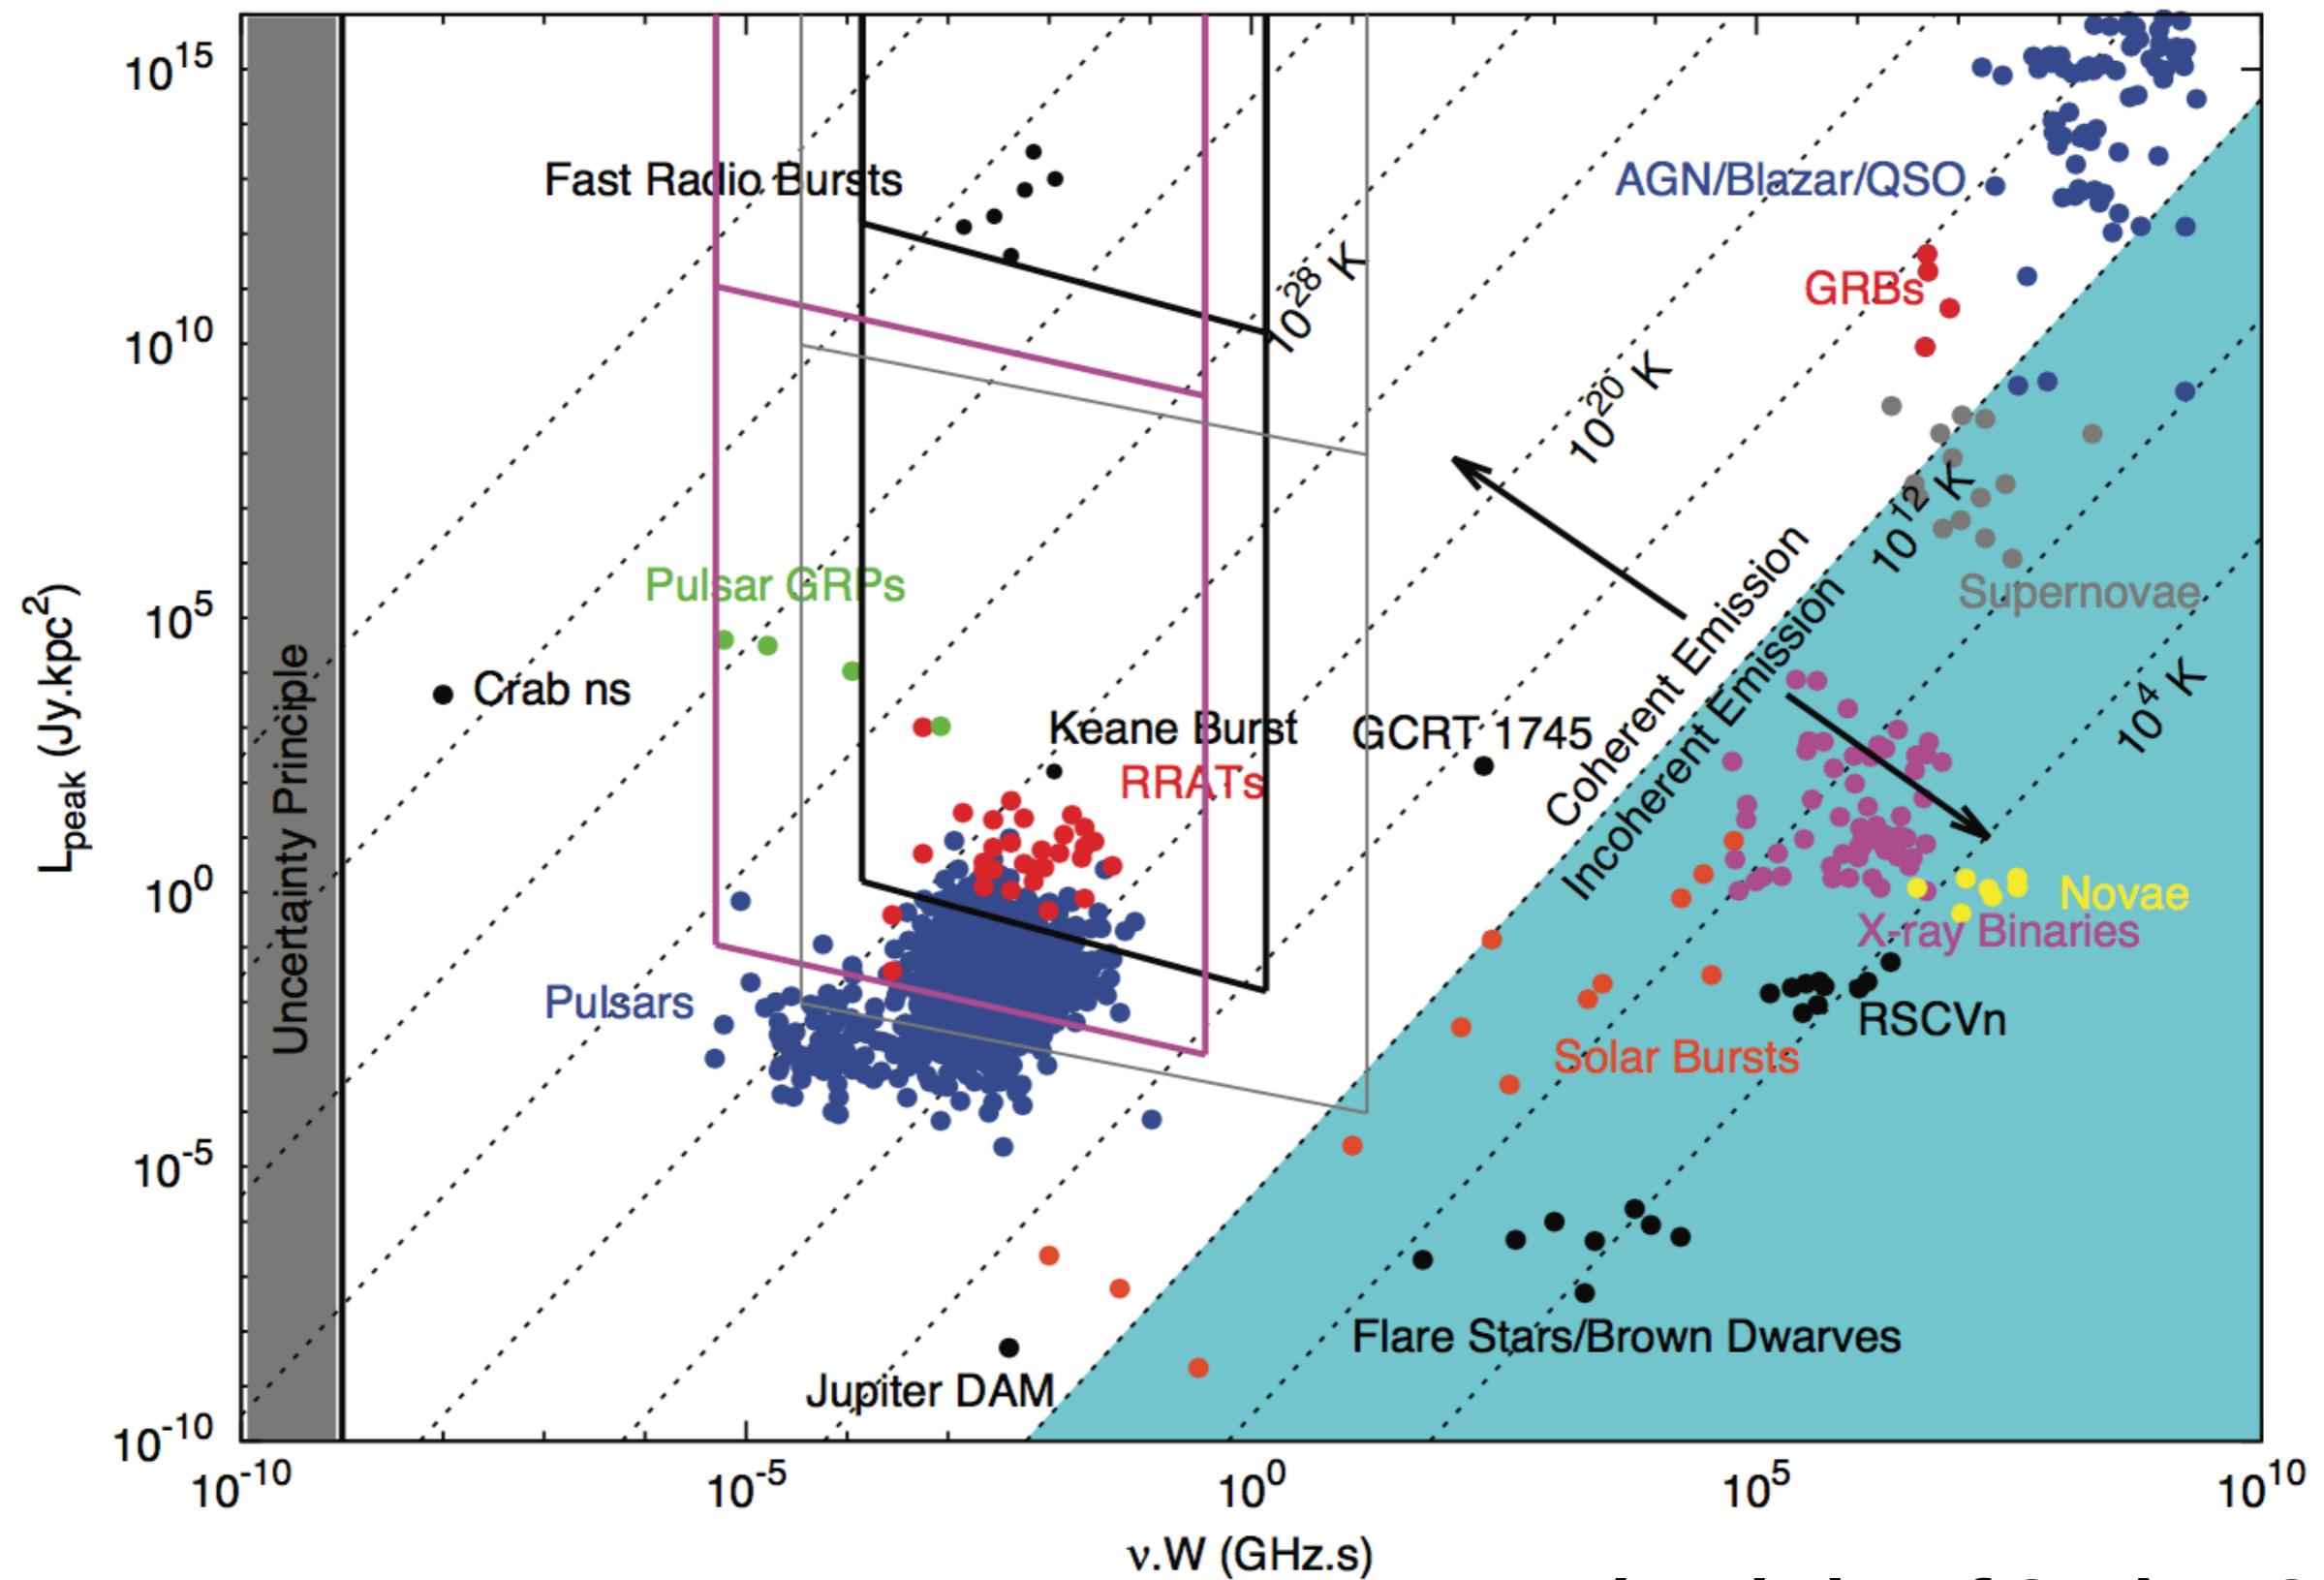 10^15
10^10
10^5
10^0
10^-5
10^-10
L_peak (Jy.kpc^2)
Uncertainty Principle
Fast Radio Bursts
AGN/Blazar/QSO
10^28 K
GRBs
10^20 K
10^12 K
Pulsar GRPs
Supernovae
Coherent Emission
Incoherent Emission
Crab ns
10^4 K
Keane Burst
GCRT 1745
RRATs
Novae
X-ray Binaries
Pulsars
RSCVn
Solar Bursts
Flare Stars/Brown Dwarves
Jupiter DAM
10^-10
10^-5
10^0
10^5
10^10
ν.W (GHz.s)